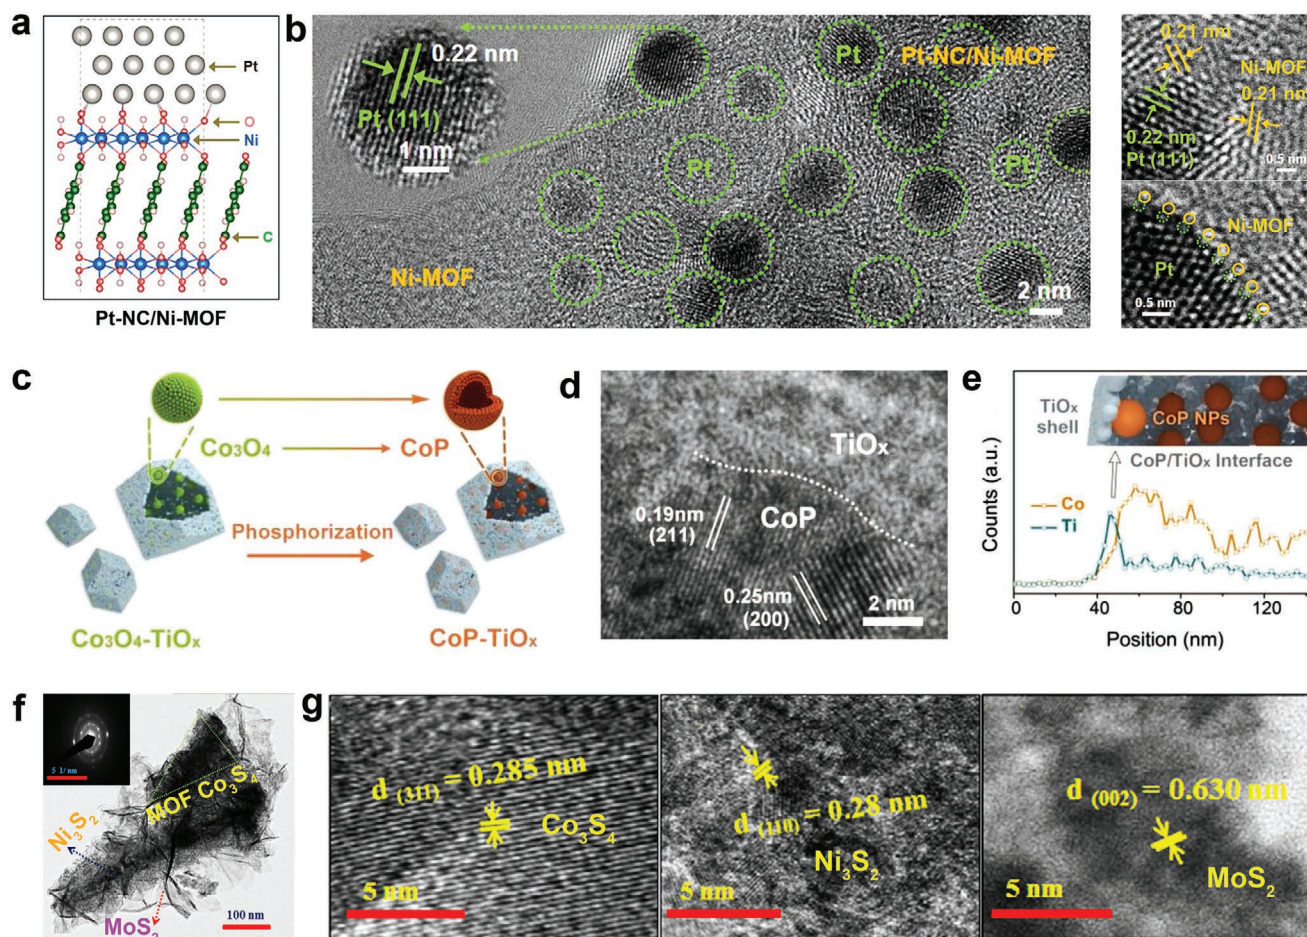 a
Pt
O
Ni
C
Pt-NC/Ni-MOF
b
0.22 nm
Pt (111)
1 nm
Pt
Pt-NC/Ni-MOF
Pt
Pt
Ni-MOF
2 nm
0.21 nm
Ni-MOF
0.21 nm
0.22 nm
Pt (111)
0.5 nm
Ni-MOF
Pt
0.5 nm
c
Co₃O₄
CoP
Phosphorization
Co₃O₄-TiOₓ
CoP-TiOₓ
d
TiOₓ
0.19nm
(211)
CoP
0.25nm
(200)
2 nm
e
TiOₓ
shell
CoP NPs
CoP/TiOₓ Interface
Counts (a.u.)
Co
Ti
0 40 80 120
Position (nm)
f
5 1/nm
MOF Co₃S₄
Ni₃S₂
MoS₂
100 nm
g
d (311) = 0.285 nm
Co₃S₄
5 nm
d (110) = 0.28 nm
Ni₃S₂
5 nm
d (002) = 0.630 nm
MoS₂
5 nm